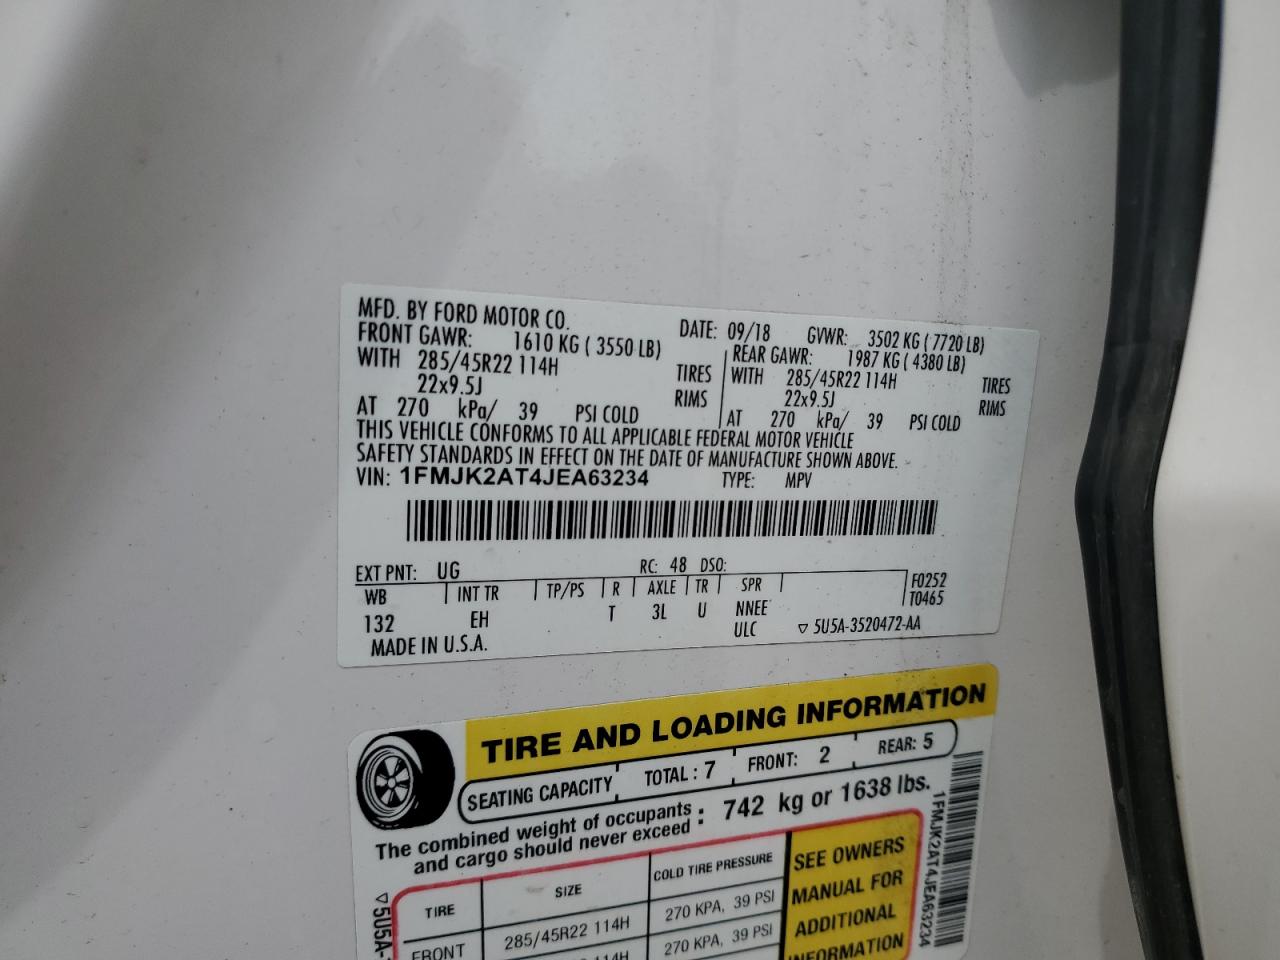 MFD. BY FORD MOTOR CO.
DATE: 09/18 GVWR: 3502 KG ( 7720 LB)
FRONT GAWR: 1610 KG ( 3550 LB)
WITH 285/45R22 114H TIRES
22x9.5J RIMS
AT 270 kPa/ 39 PSI COLD
REAR GAWR: 1987 KG ( 4380 LB)
WITH 285/45R22 114H TIRES
22x9.5J RIMS
AT 270 kPa/ 39 PSI COLD
THIS VEHICLE CONFORMS TO ALL APPLICABLE FEDERAL MOTOR VEHICLE
SAFETY STANDARDS IN EFFECT ON THE DATE OF MANUFACTURE SHOWN ABOVE.
VIN: 1FMJK2AT4JEA63234 TYPE: MPV
EXT PNT: UG RC: 48 DSO:
WB INT TR TP/PS R AXLE TR SPR F0252
T0465
132 EH T 3L U NNEE
ULC ▽ 5U5A-3520472-AA
MADE IN U.S.A.
TIRE AND LOADING INFORMATION
SEATING CAPACITY TOTAL : 7 FRONT: 2 REAR: 5
The combined weight of occupants
and cargo should never exceed : 742 kg or 1638 lbs.
TIRE SIZE COLD TIRE PRESSURE
FRONT 285/45R22 114H 270 KPA, 39 PSI
114H 270 KPA, 39 PSI
SEE OWNERS
MANUAL FOR
ADDITIONAL
INFORMATION
1FMJK2AT4JEA63234
▽5U5A-